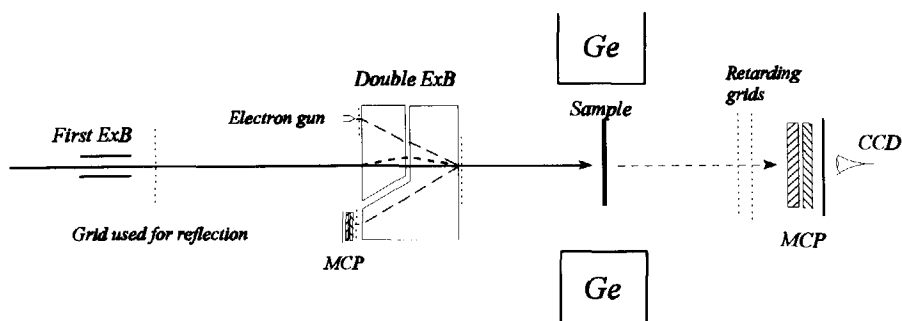 Ge
Double ExB
Retarding
grids
Sample
Electron gun
First ExB
CCD
Grid used for reflection
MCP
MCP
Ge